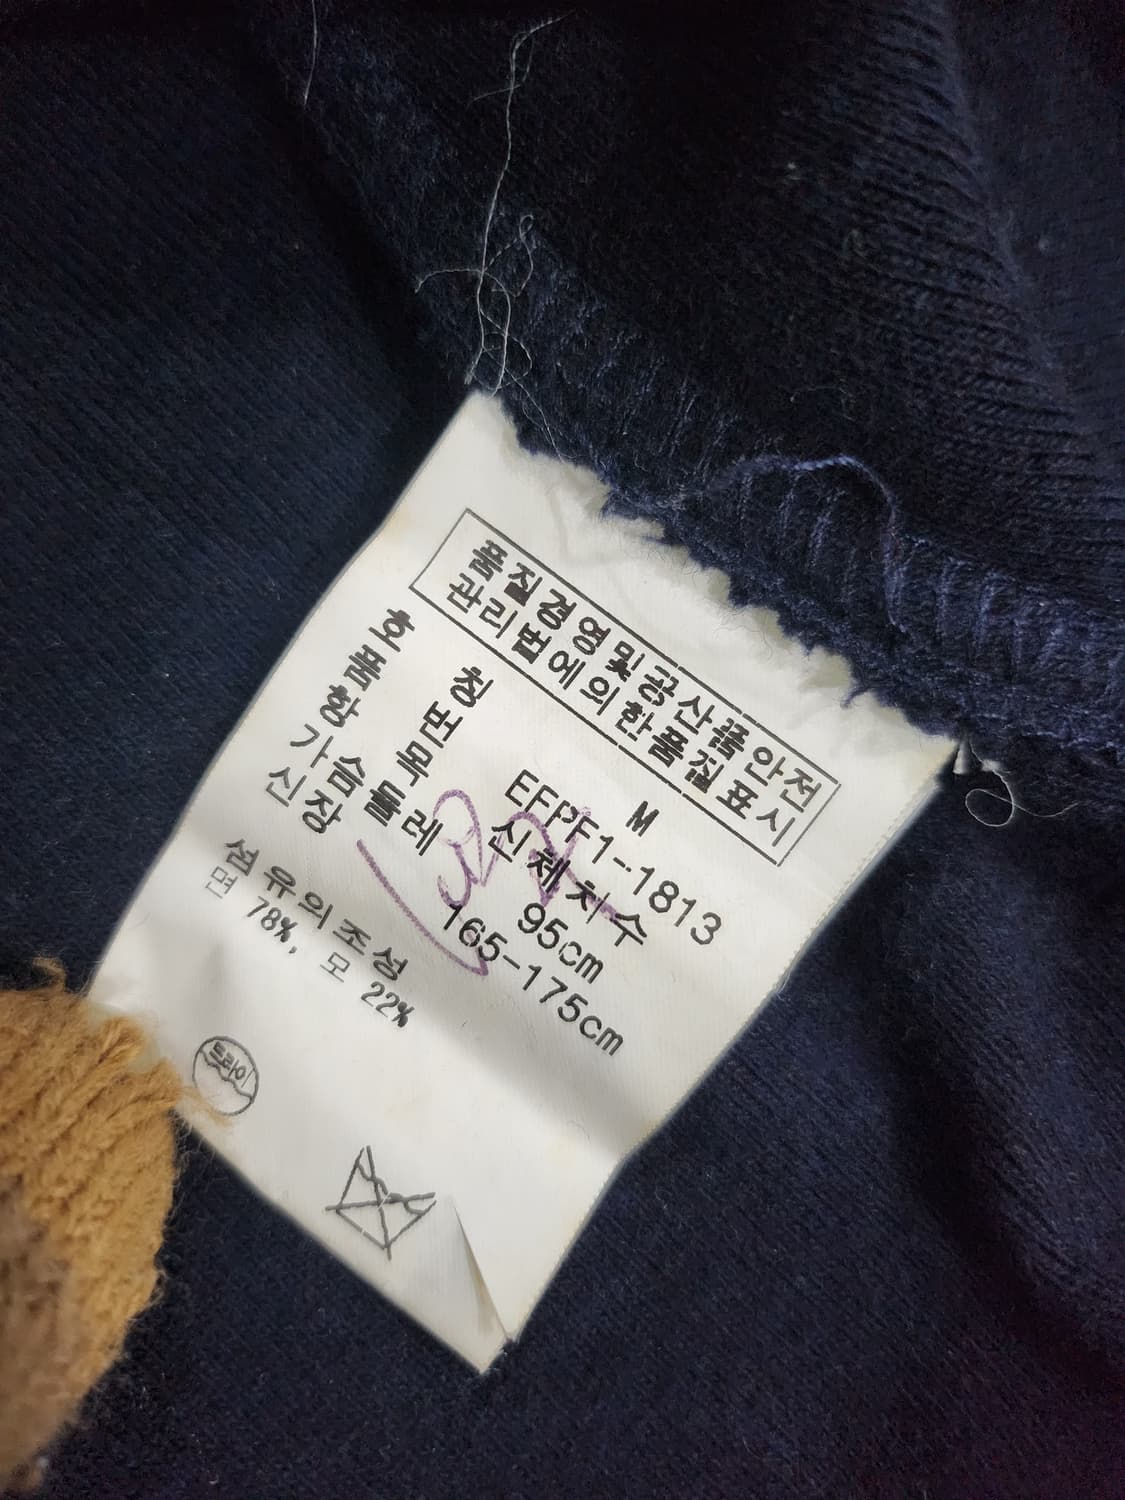 품질경영및공산품안전
관리법에의한품질표시
호 칭 M
품 번 EFPF1--1813
항 목 신체치수
가슴둘레 95cm
신장 165-175cm
섬유의조성
면 78%, 모 22%
드라이